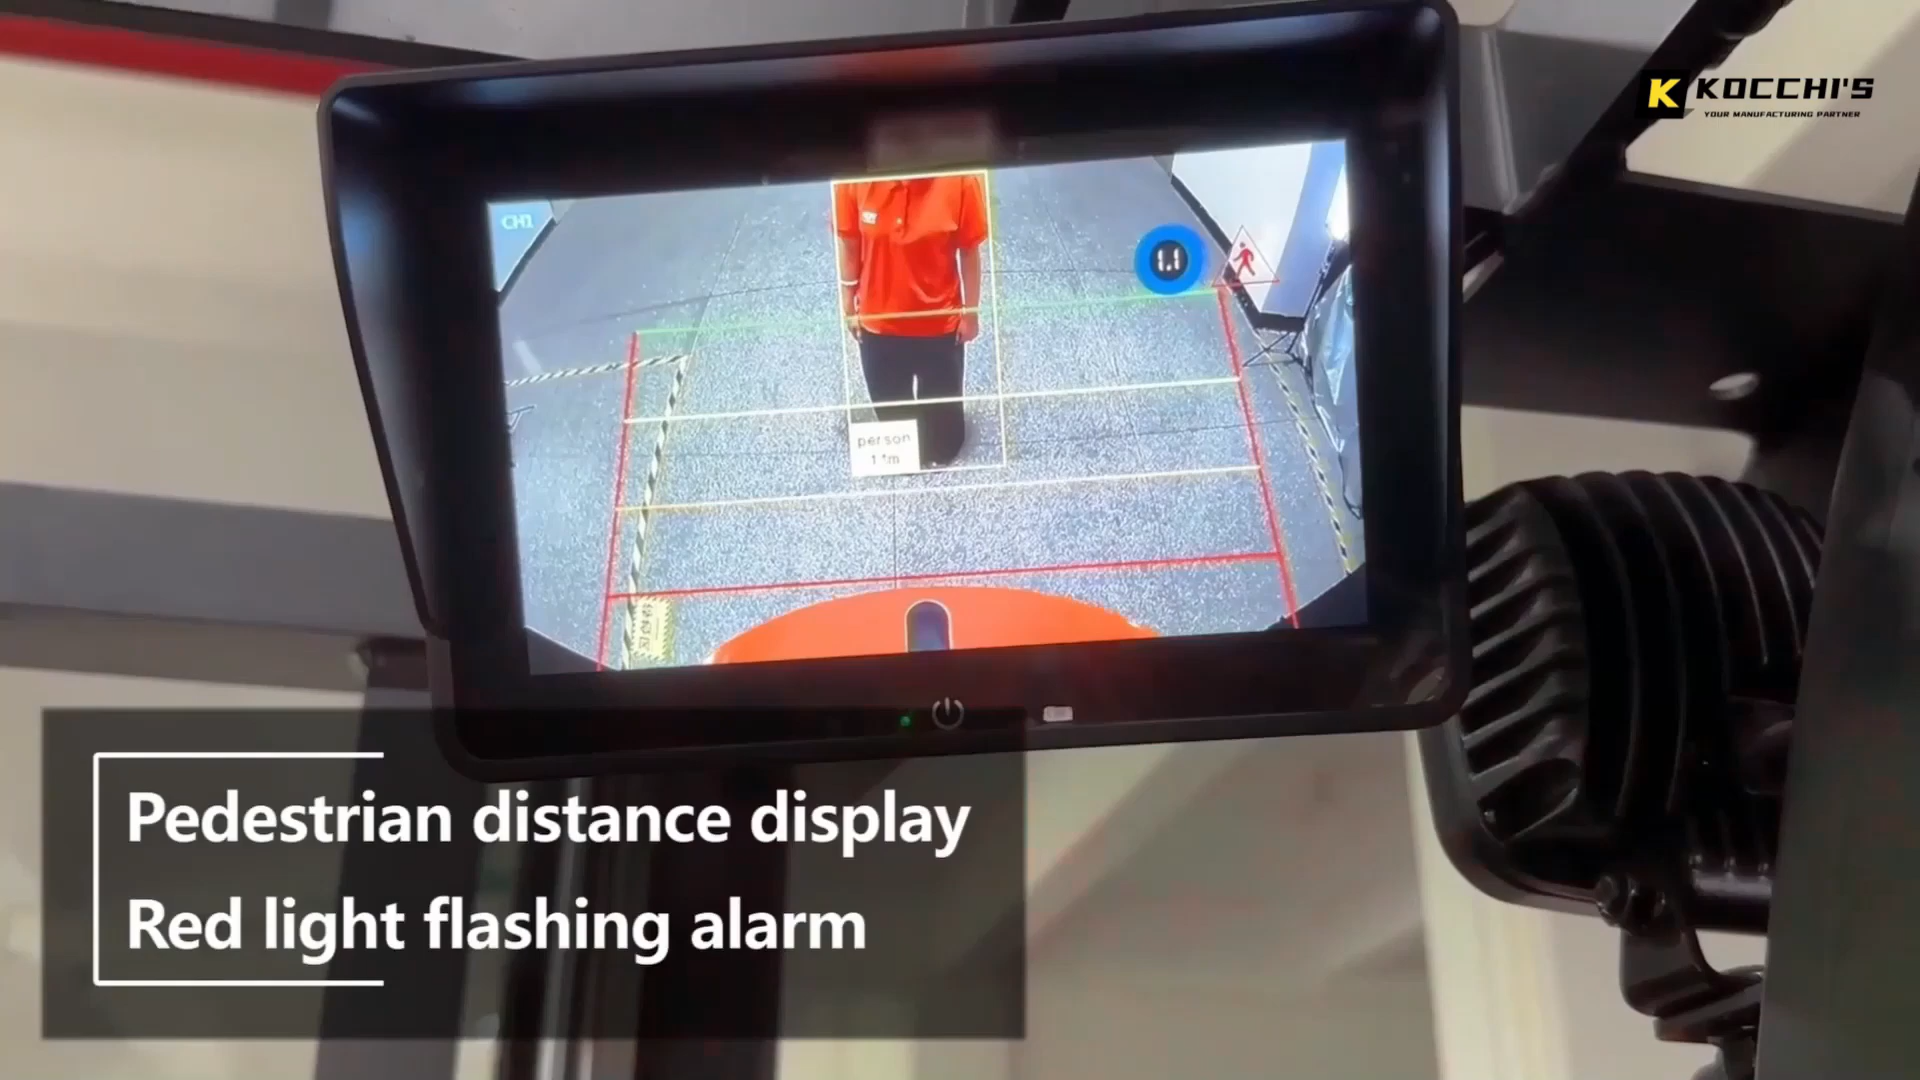 KOCCHI'S
YOUR MANUFACTURING PARTNER
CH1
1.1
person
Pedestrian distance display
Red light flashing alarm